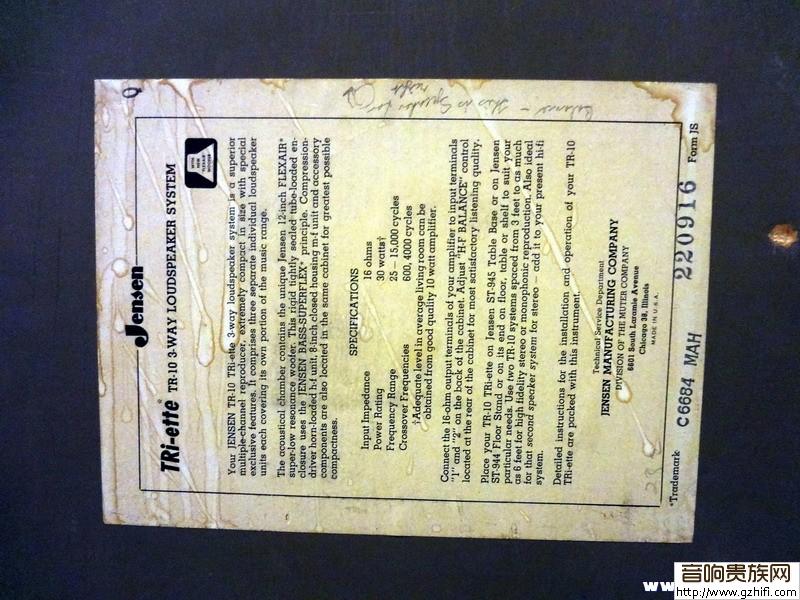 Jensen
TRi-ette® TR-10 3-WAY LOUDSPEAKER SYSTEM
Your JENSEN TR-10 TRi-ette 3-way loudspeaker system is a superior
multiple-channel reproducer, extremely compact in size with special
exclusive features. It comprises three separate individual loudspeaker
units each covering its own portion of the music range.
The acoustical chamber contains the unique Jensen 12-inch FLEXAIR*
super-low resonance woofer. This rigid tightly sealed tube-loaded en-
closure uses the JENSEN BASS-SUPERFLEX* principle. Compression-
driver horn-loaded h-f unit, 8-inch closed housing m-f unit and accessory
components are also located in the same cabinet for greatest possible
compactness.
SPECIFICATIONS
Input Impedance 16 ohms
Power Rating 30 watts†
Frequency Range 25 – 15,000 cycles
Crossover Frequencies 600, 4000 cycles
†Adequate level in average living room can be
obtained from good quality 10 watt amplifier.
Connect the 16-ohm output terminals of your amplifier to input terminals
"1" and "2" on the back of the cabinet. Adjust "H-F BALANCE" control
located at the rear of the cabinet for most satisfactory listening quality.
Place your TR-10 TRi-ette on Jensen ST-945 Table Base or on Jensen
ST-944 Floor Stand or on its end on floor, table or shelf to suit your
particular needs. Use two TR-10 systems spaced from 3 feet to as much
as 6 feet for high fidelity stereo or monophonic reproduction. Also ideal
for that second speaker system for stereo — add it to your present hi-fi
system.
Detailed instructions for the installation and operation of your TR-10
TRi-ette are packed with this instrument.
Technical Service Department
JENSEN MANUFACTURING COMPANY
DIVISION OF THE MUTER COMPANY
6601 South Laramie Avenue
Chicago 38, Illinois
MADE IN U.S.A.
*Trademark C6684 MAH 220916 Form JS
音响贵族网
http://www.gzhifi.com